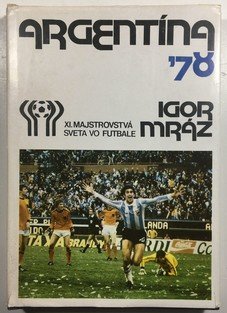 ARGENTÍNA
'78
XI. MAJSTROVSTVÁ
SVETA VO FUTBALE
IGOR
MRÁZ